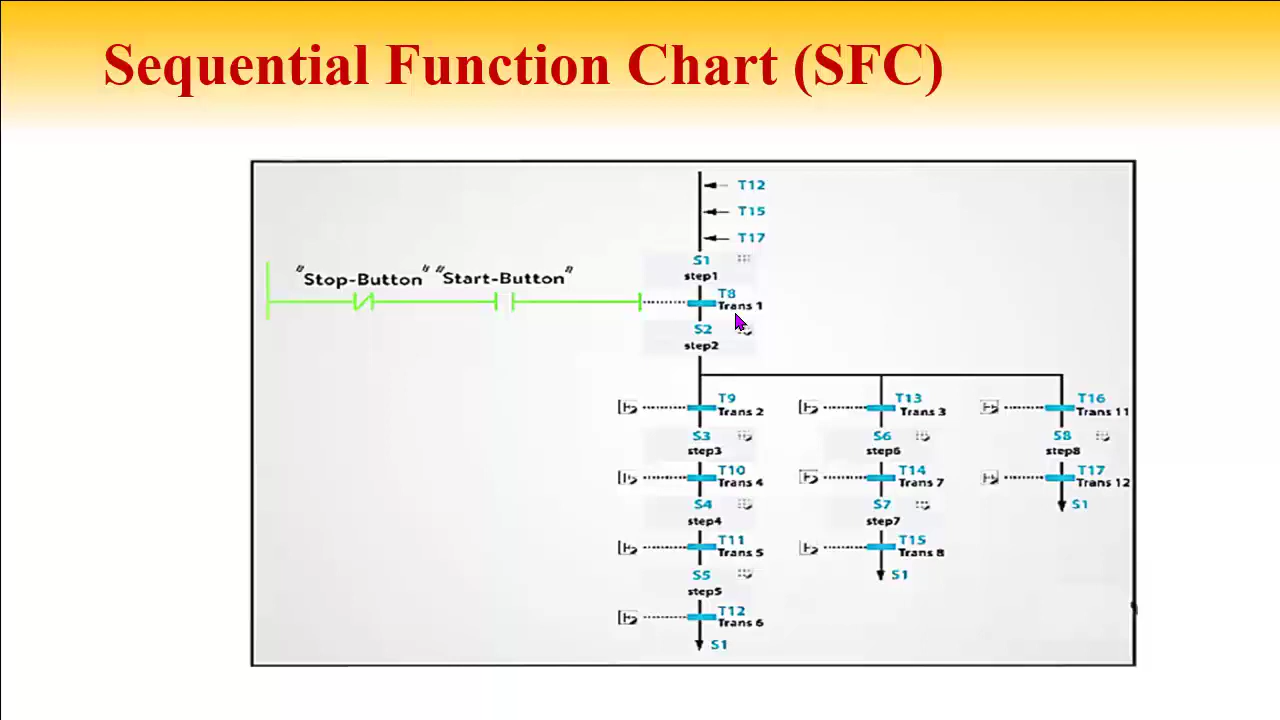 Sequential Function Chart (SFC)
T12
T15
T17
S1
step1
"Stop-Button" "Start-Button"
T8
Trans 1
S2
step2
T9
Trans 2
T13
Trans 3
T16
Trans 11
S3
step3
S6
step6
S8
step8
T10
Trans 4
T14
Trans 7
T17
Trans 12
S4
step4
S7
step7
S1
T11
Trans 5
T15
Trans 8
S5
step5
S1
T12
Trans 6
S1